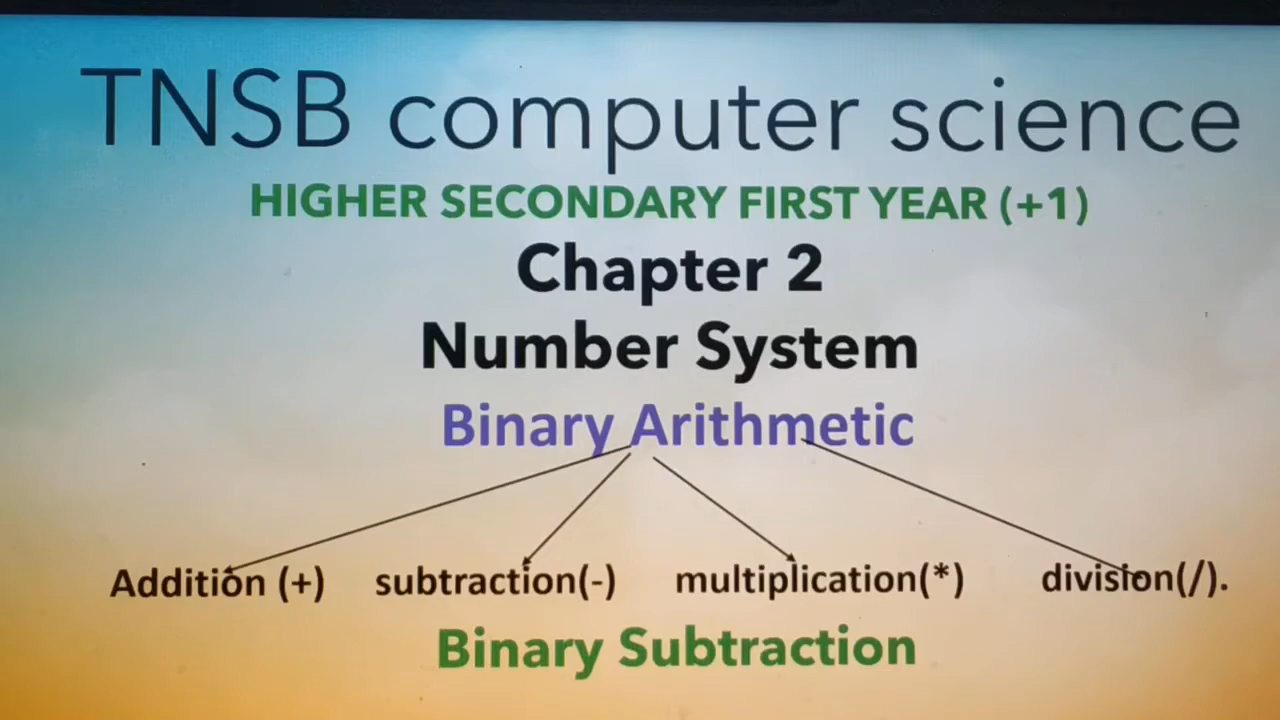 TNSB computer science
HIGHER SECONDARY FIRST YEAR (+1)
Chapter 2
Number System
Binary Arithmetic
Addition (+) subtraction(-) multiplication(*) division(/).
Binary Subtraction